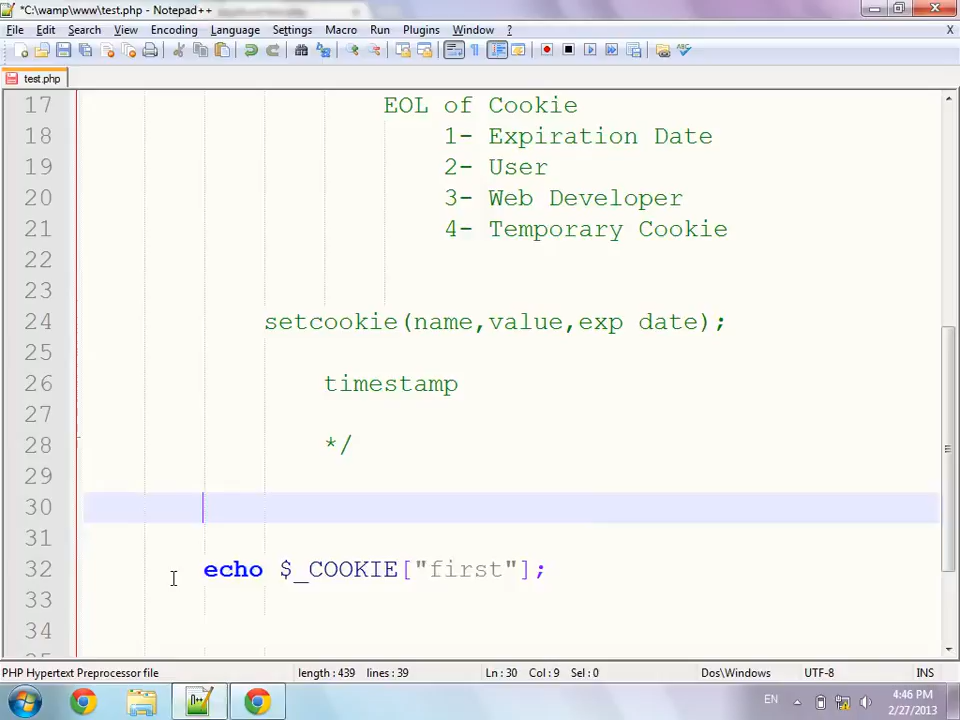 *C:\wamp\www\test.php - Notepad++
File Edit Search View Encoding Language Settings Macro Run Plugins Window ? X
test.php
17 EOL of Cookie
18 1- Expiration Date
19 2- User
20 3- Web Developer
21 4- Temporary Cookie
22
23
24 setcookie(name,value,exp date);
25
26 timestamp
27
28 */
29
30
31
32 echo $_COOKIE["first"];
33
34
PHP Hypertext Preprocessor file length : 439 lines : 39 Ln : 30 Col : 9 Sel : 0 Dos\Windows UTF-8 INS
EN 4:46 PM
2/27/2013